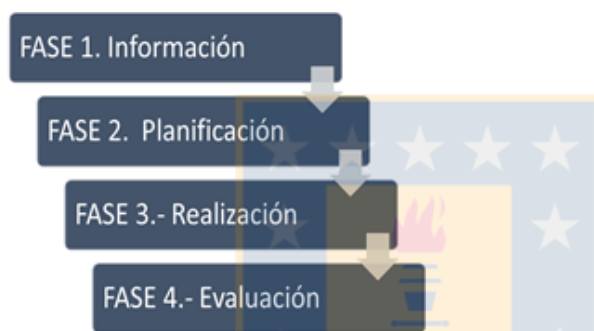 FASE 1. Información
FASE 2. Planificación
FASE 3.- Realización
FASE 4.- Evaluación